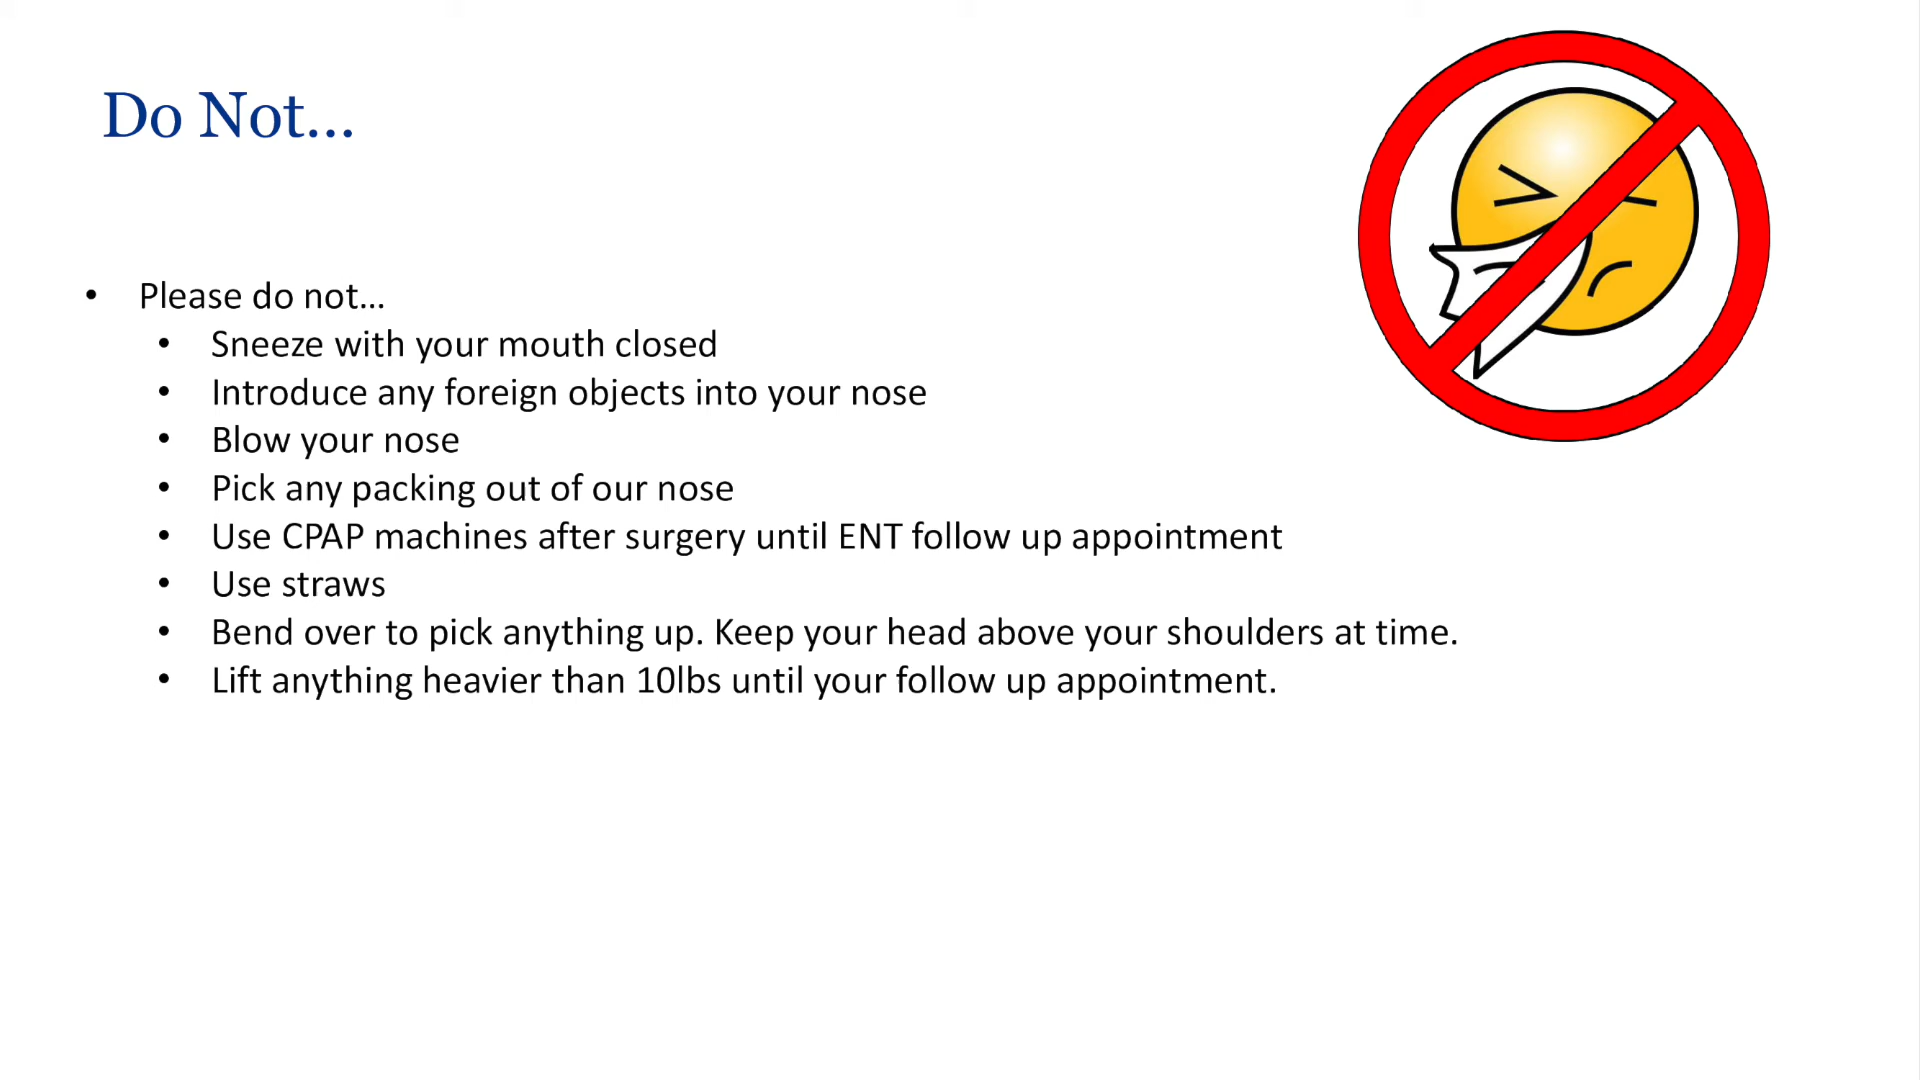 Do Not...
• Please do not...
• Sneeze with your mouth closed
• Introduce any foreign objects into your nose
• Blow your nose
• Pick any packing out of our nose
• Use CPAP machines after surgery until ENT follow up appointment
• Use straws
• Bend over to pick anything up. Keep your head above your shoulders at time.
• Lift anything heavier than 10lbs until your follow up appointment.